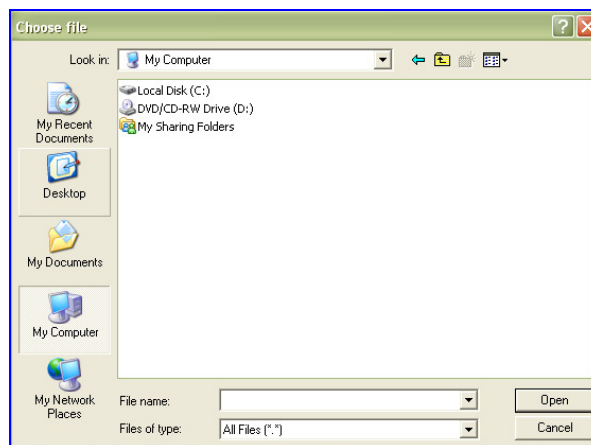 Choose file
Look in:
My Computer
Local Disk (C:)
DVD/CD-RW Drive (D:)
My Sharing Folders
My Recent
Documents
Desktop
My Documents
My Computer
My Network
Places
File name:
Open
Files of type:
All Files (*.*)
Cancel